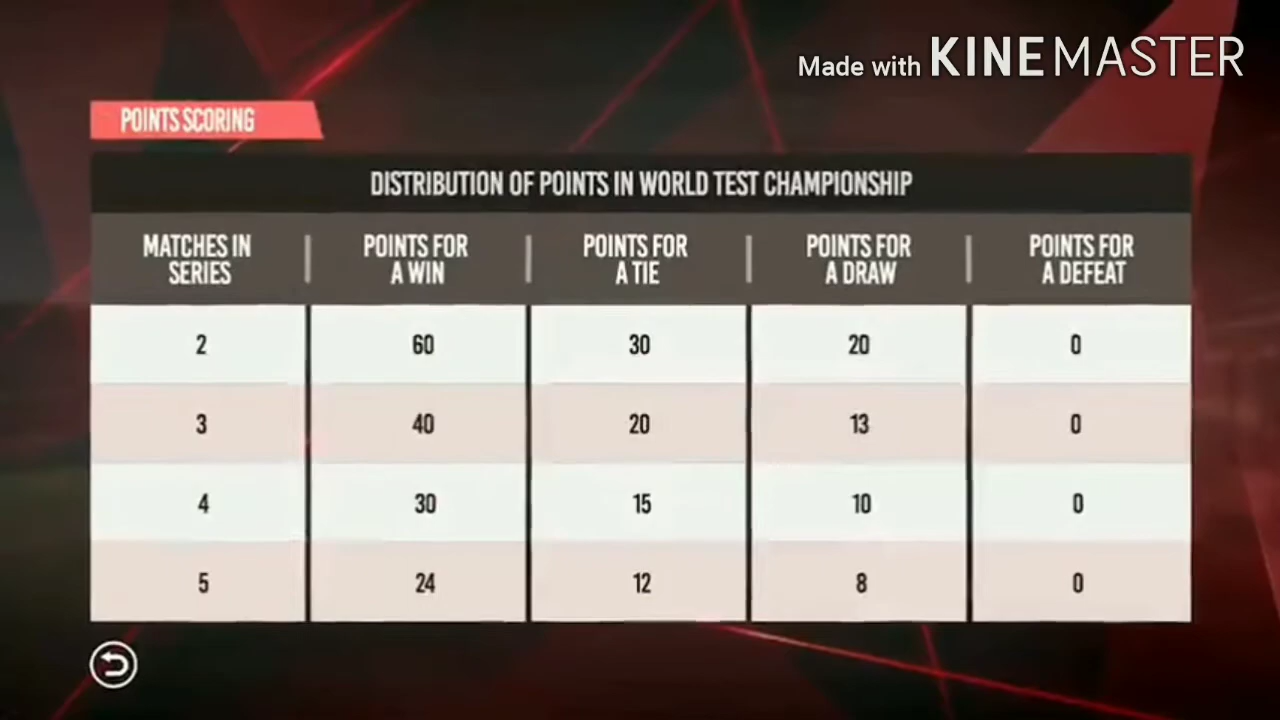 Made with KINEMASTER
POINTS SCORING
DISTRIBUTION OF POINTS IN WORLD TEST CHAMPIONSHIP
MATCHES IN SERIES | POINTS FOR A WIN | POINTS FOR A TIE | POINTS FOR A DRAW | POINTS FOR A DEFEAT
2 60 30 20 0
3 40 20 13 0
4 30 15 10 0
5 24 12 8 0